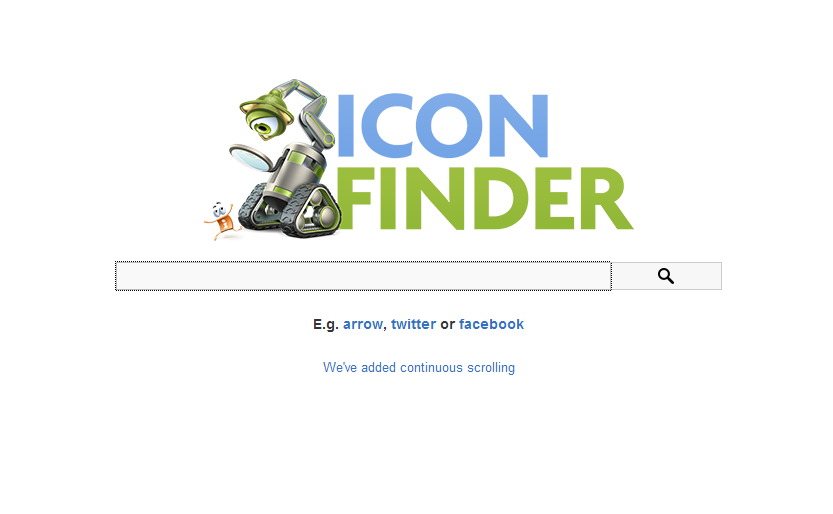 ICON
FINDER
E.g. arrow, twitter or facebook
We've added continuous scrolling